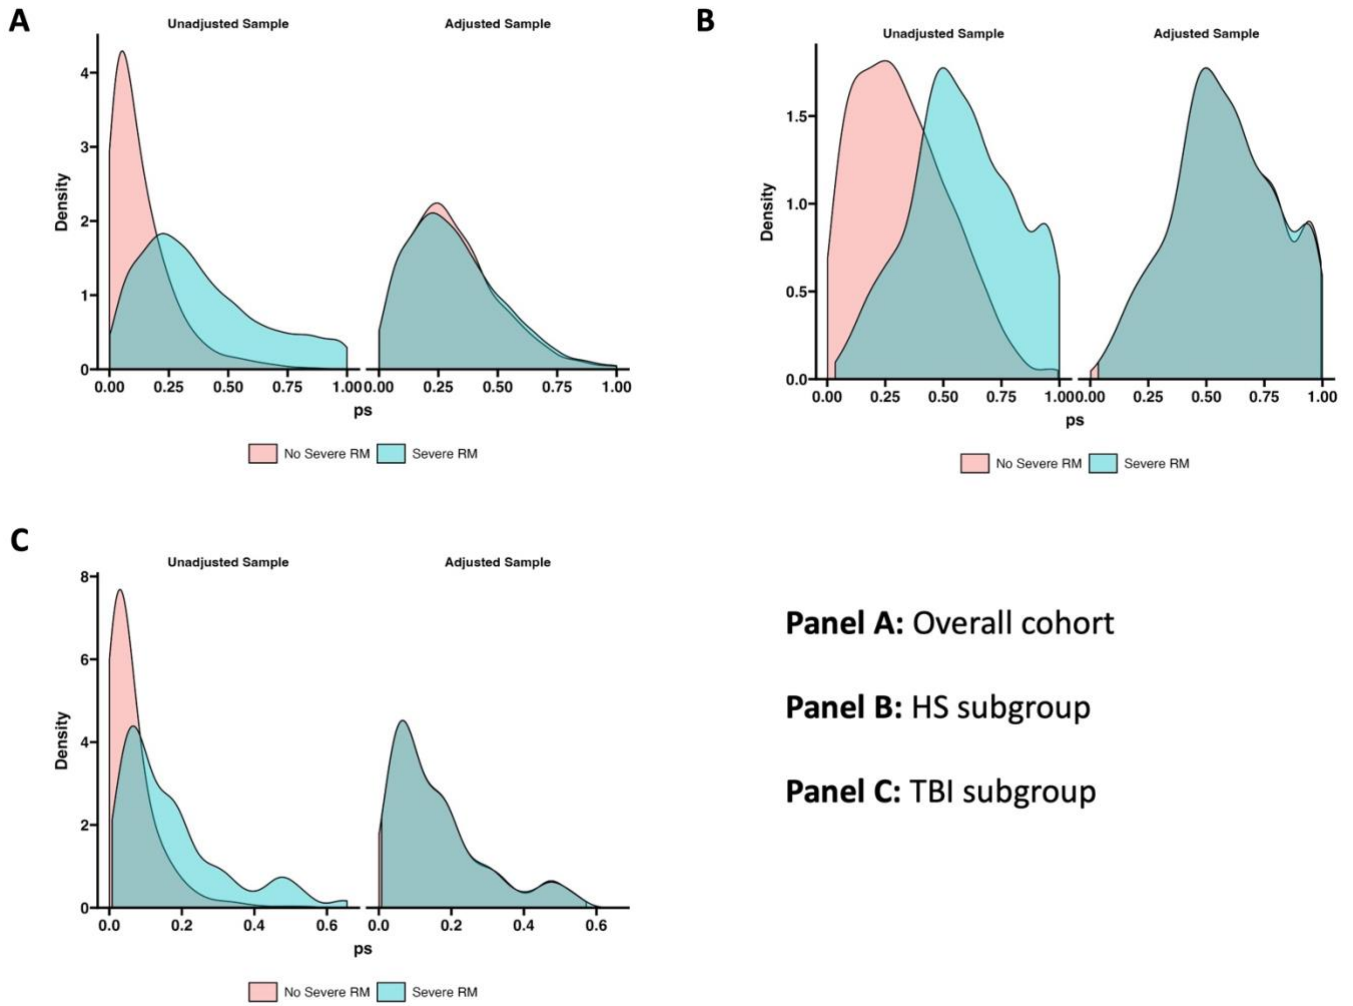 A
Unadjusted Sample Adjusted Sample
Density
4
3
2
1
0
0.00 0.25 0.50 0.75 1.00 0.00 0.25 0.50 0.75 1.00
ps
No Severe RM Severe RM
B
Unadjusted Sample Adjusted Sample
Density
1.5
1.0
0.5
0.0
0.00 0.25 0.50 0.75 1.00 0.00 0.25 0.50 0.75 1.00
ps
No Severe RM Severe RM
C
Unadjusted Sample Adjusted Sample
Density
8
6
4
2
0
0.0 0.2 0.4 0.6 0.0 0.2 0.4 0.6
ps
No Severe RM Severe RM
Panel A: Overall cohort
Panel B: HS subgroup
Panel C: TBI subgroup